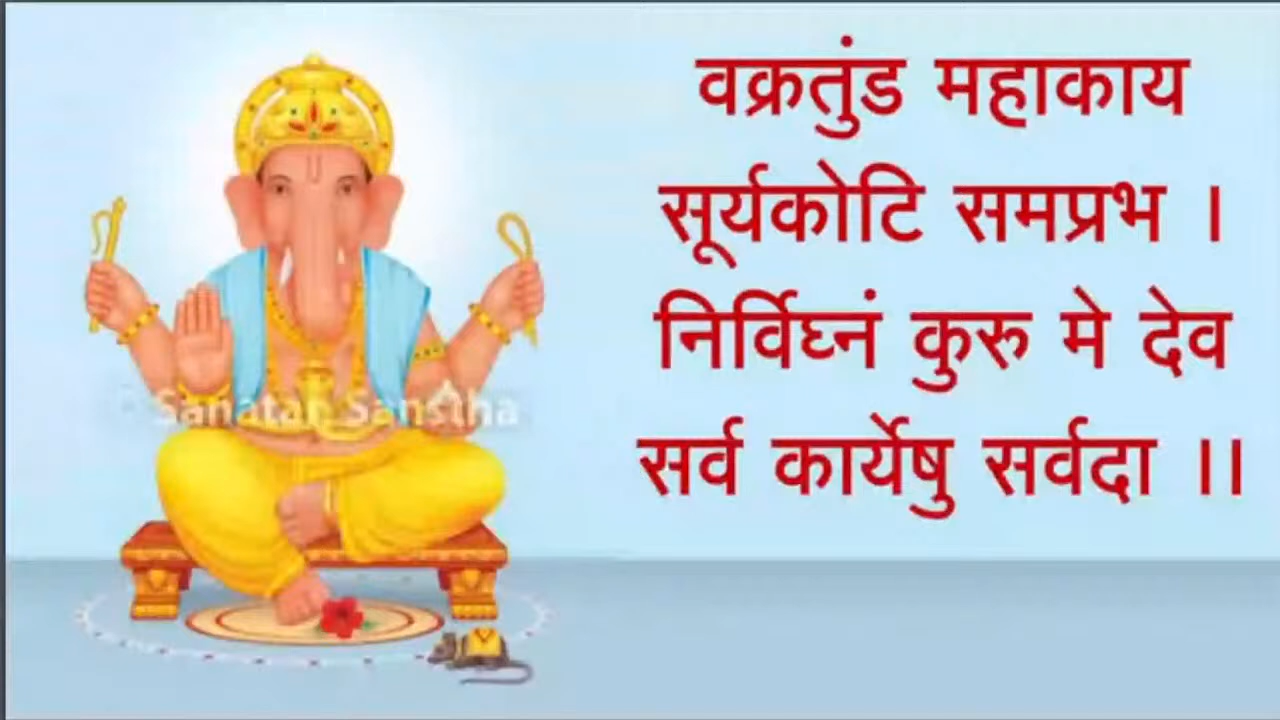 वक्रतुंड महाकाय
सूर्यकोटि समप्रभ ।
निर्विघ्नं कुरु मे देव
सर्व कार्येषु सर्वदा ।।
© Sanatan Sanstha